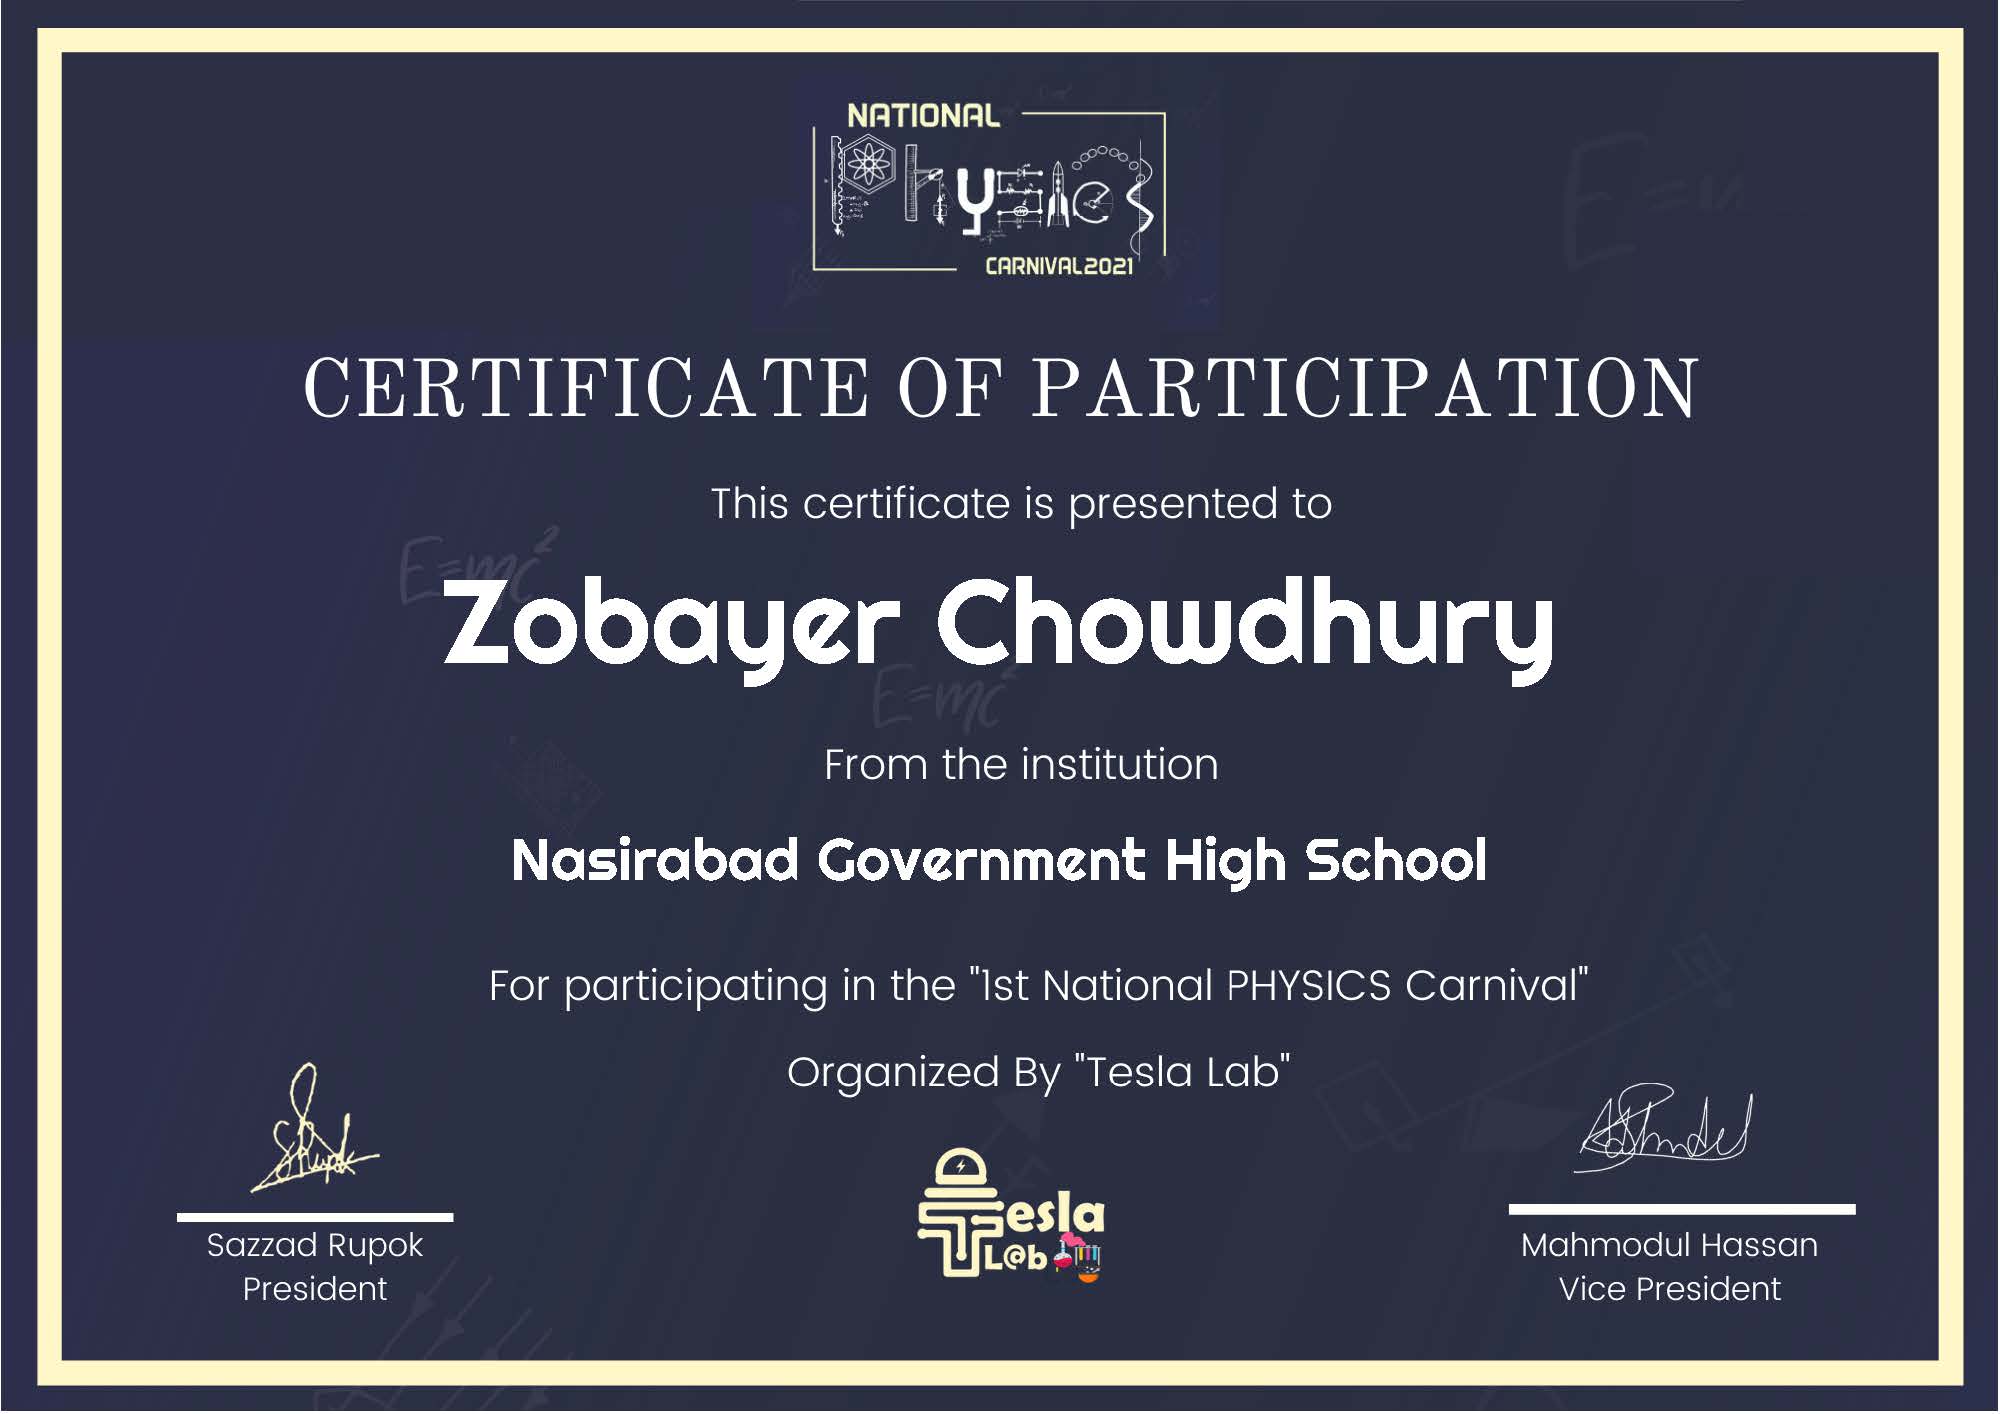 NATIONAL
Physics
CARNIVAL2021
CERTIFICATE OF PARTICIPATION
This certificate is presented to
E=mc²
Zobayer Chowdhury
E=mc²
From the institution
Nasirabad Government High School
For participating in the "1st National PHYSICS Carnival"
Organized By "Tesla Lab"
Tesla
L@b
Sazzad Rupok
President
Mahmodul Hassan
Vice President